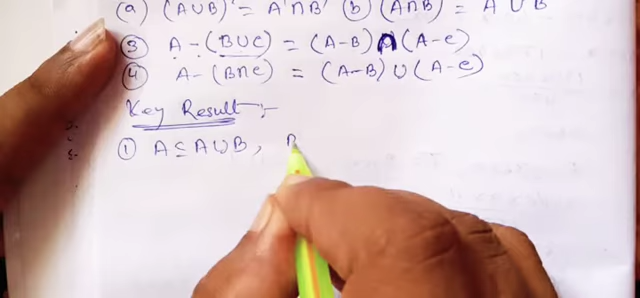 (a) (A∪B)' = A'∩B' (b) (A∩B)' = A'∪B'
③ A-(B∪C) = (A-B)∩(A-C)
④ A-(B∩C) = (A-B)∪(A-C)
Key Result :-
① A⊆A∪B,